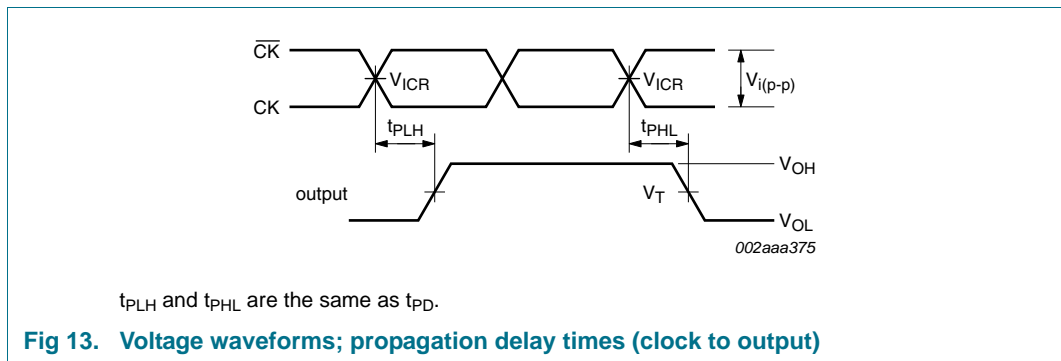 C̅K̅ V_ICR V_ICR V_i(p-p)
CK
t_PLH t_PHL
V_OH
output V_T
V_OL
002aaa375
t_PLH and t_PHL are the same as t_PD.
Fig 13. Voltage waveforms; propagation delay times (clock to output)